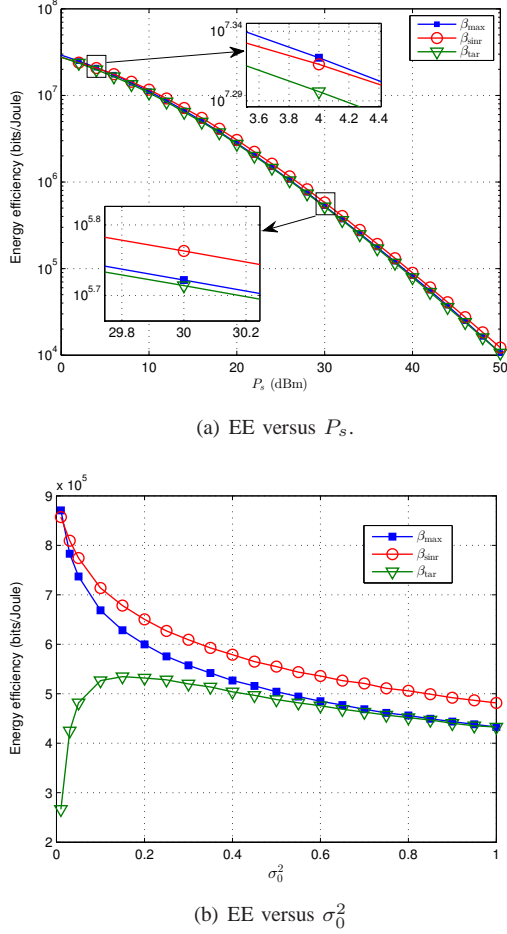 10^8
10^7
10^6
10^5
10^4
Energy efficiency (bits/Joule)
10^{7.34}
10^{7.29}
3.6 3.8 4 4.2 4.4
β_max
β_sinr
β_tar
10^{5.8}
10^{5.7}
29.8 30 30.2
0 10 20 30 40 50
P_s (dBm)
(a) EE versus P_s.
x 10^5
9
8
7
6
5
4
3
2
Energy efficiency (bits/Joule)
β_max
β_sinr
β_tar
0 0.2 0.4 0.6 0.8 1
σ_0^2
(b) EE versus σ_0^2